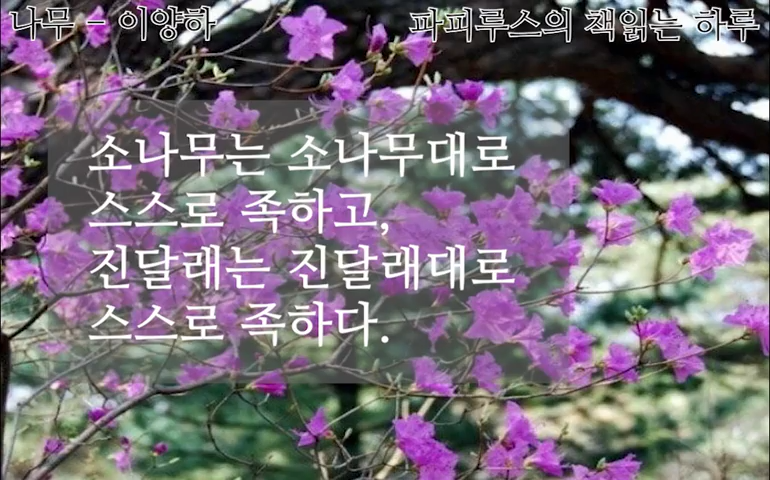 나무 - 이양하
파피루스의 책읽는 하루
소나무는 소나무대로
스스로 족하고,
진달래는 진달래대로
스스로 족하다.